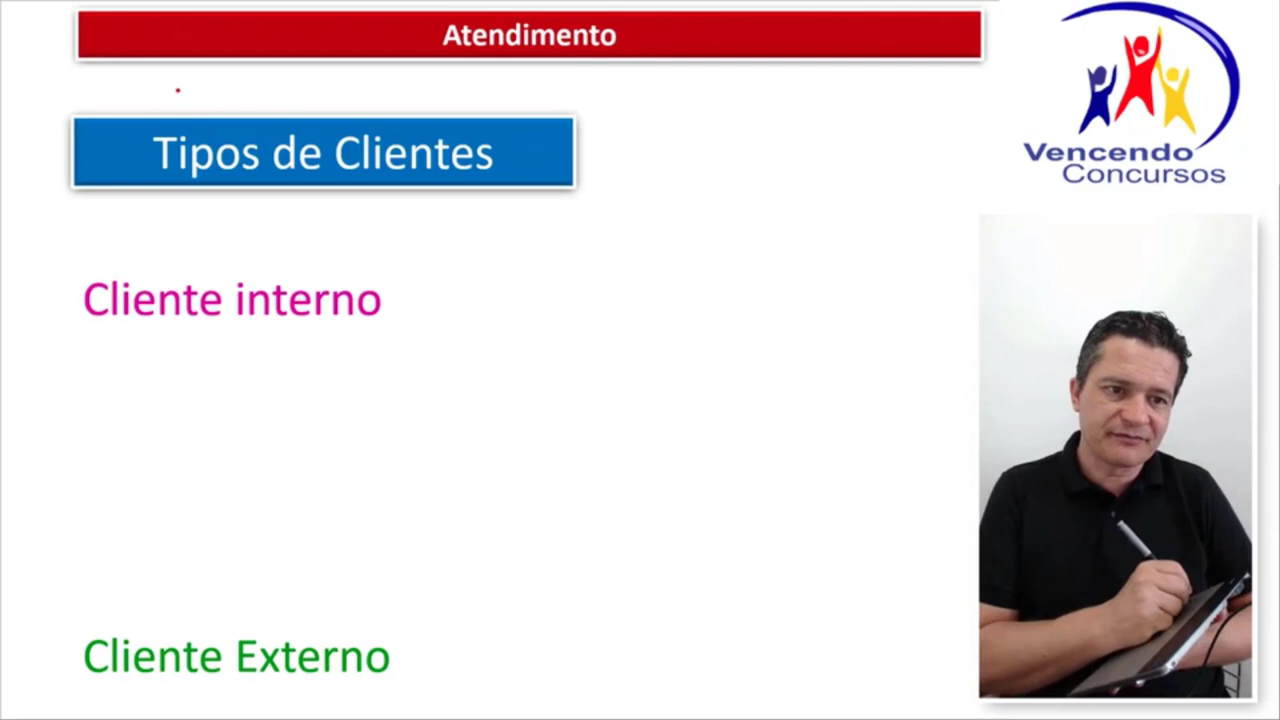 Atendimento
Tipos de Clientes
Vencendo
Concursos
Cliente interno
Cliente Externo